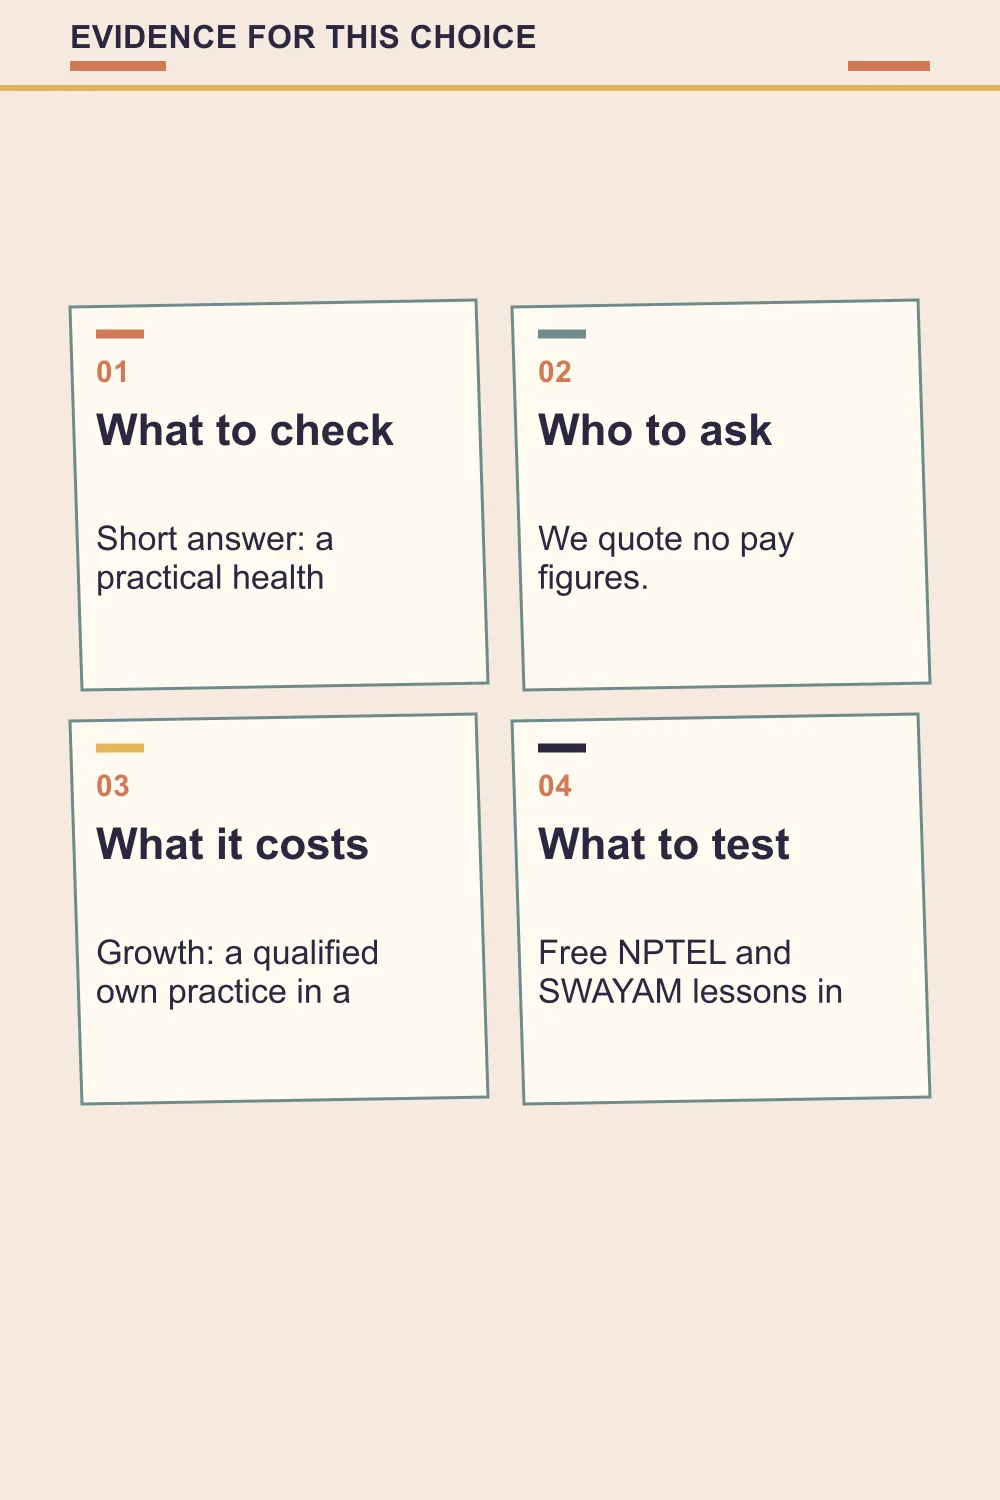 EVIDENCE FOR THIS CHOICE
01
What to check
Short answer: a
practical health
02
Who to ask
We quote no pay
figures.
03
What it costs
Growth: a qualified
own practice in a
04
What to test
Free NPTEL and
SWAYAM lessons in